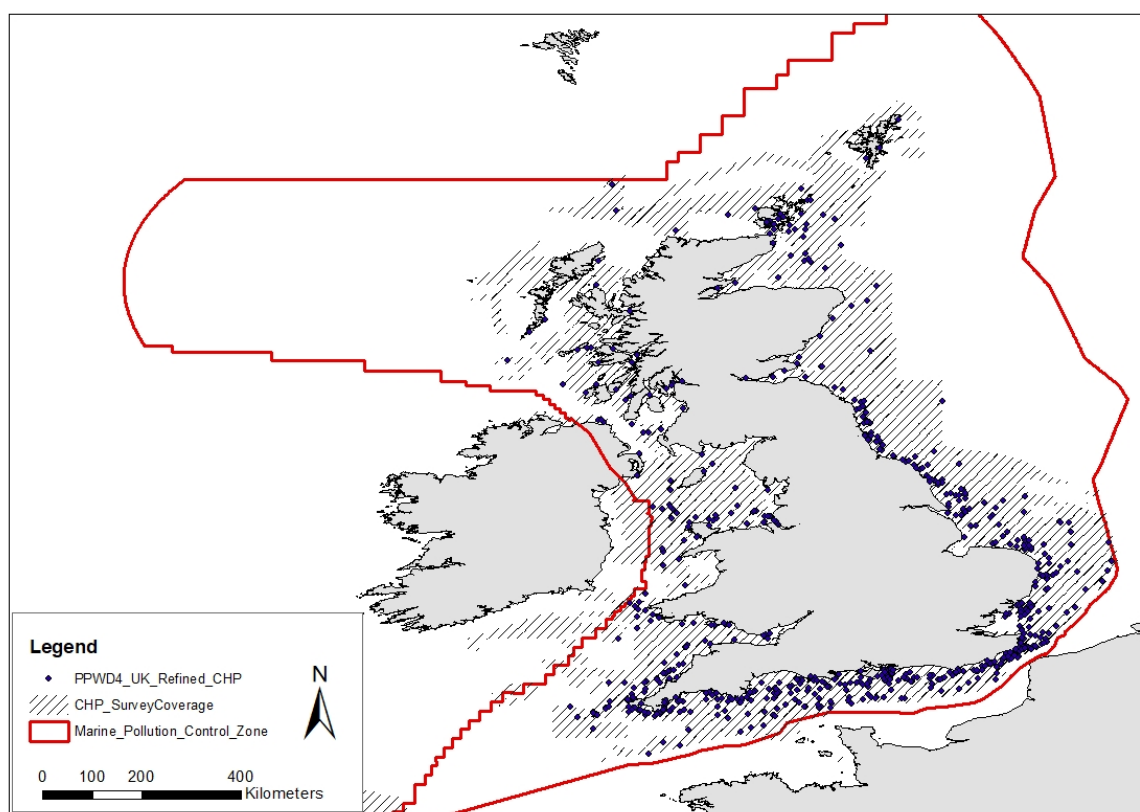 Legend
PPWD4_UK_Refined_CHP
CHP_SurveyCoverage
Marine_Pollution_Control_Zone
N
0 100 200 400
Kilometers